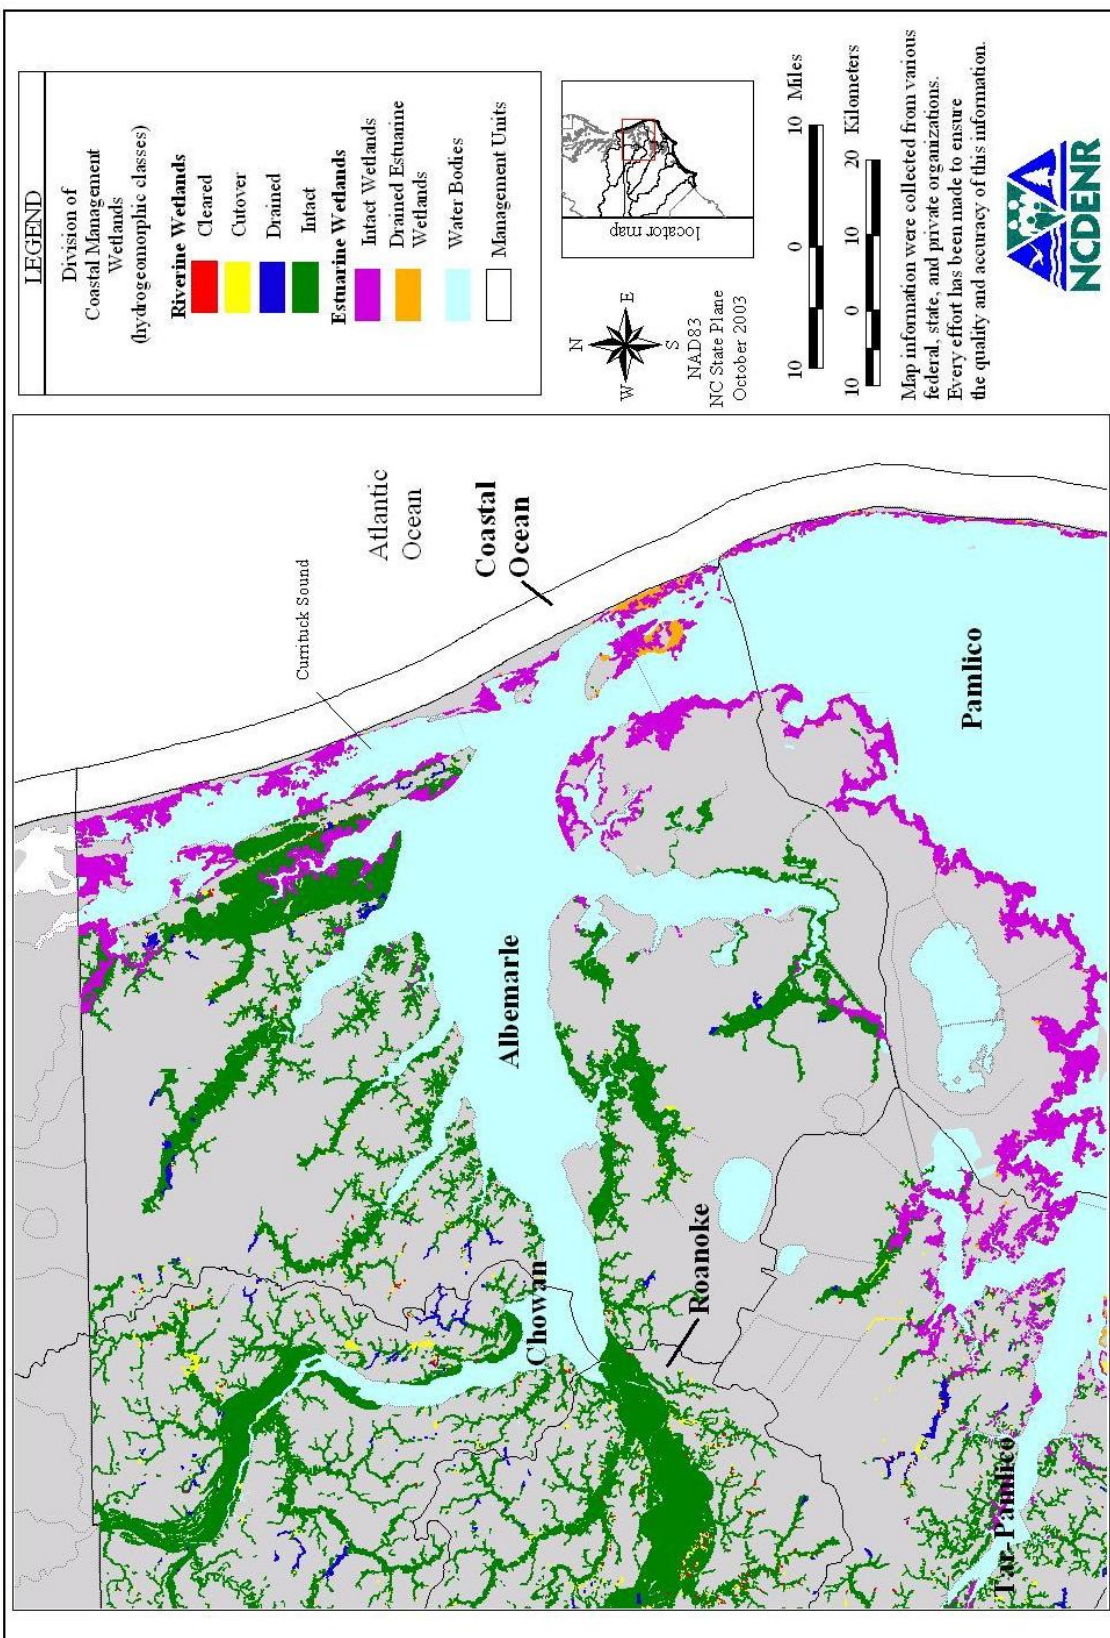 LEGEND
Division of
Coastal Management
Wetlands
(hydrogeomorphic classes)
Riverine Wetlands
Cleared
Cutover
Drained
Intact
Estuarine Wetlands
Intact Wetlands
Drained Estuarine
Wetlands
Water Bodies
Management Units
locator map
N
W
E
S
NAD83
NC State Plane
October 2003
10 0 10 Miles
10 0 10 20 Kilometers
Map information were collected from various
federal, state, and private organizations.
Every effort has been made to ensure
the quality and accuracy of this information.
NCDENR
Currituck Sound
Atlantic
Ocean
Coastal
Ocean
Albemarle
Chowan
Roanoke
Pamlico
Tar-Pamlico